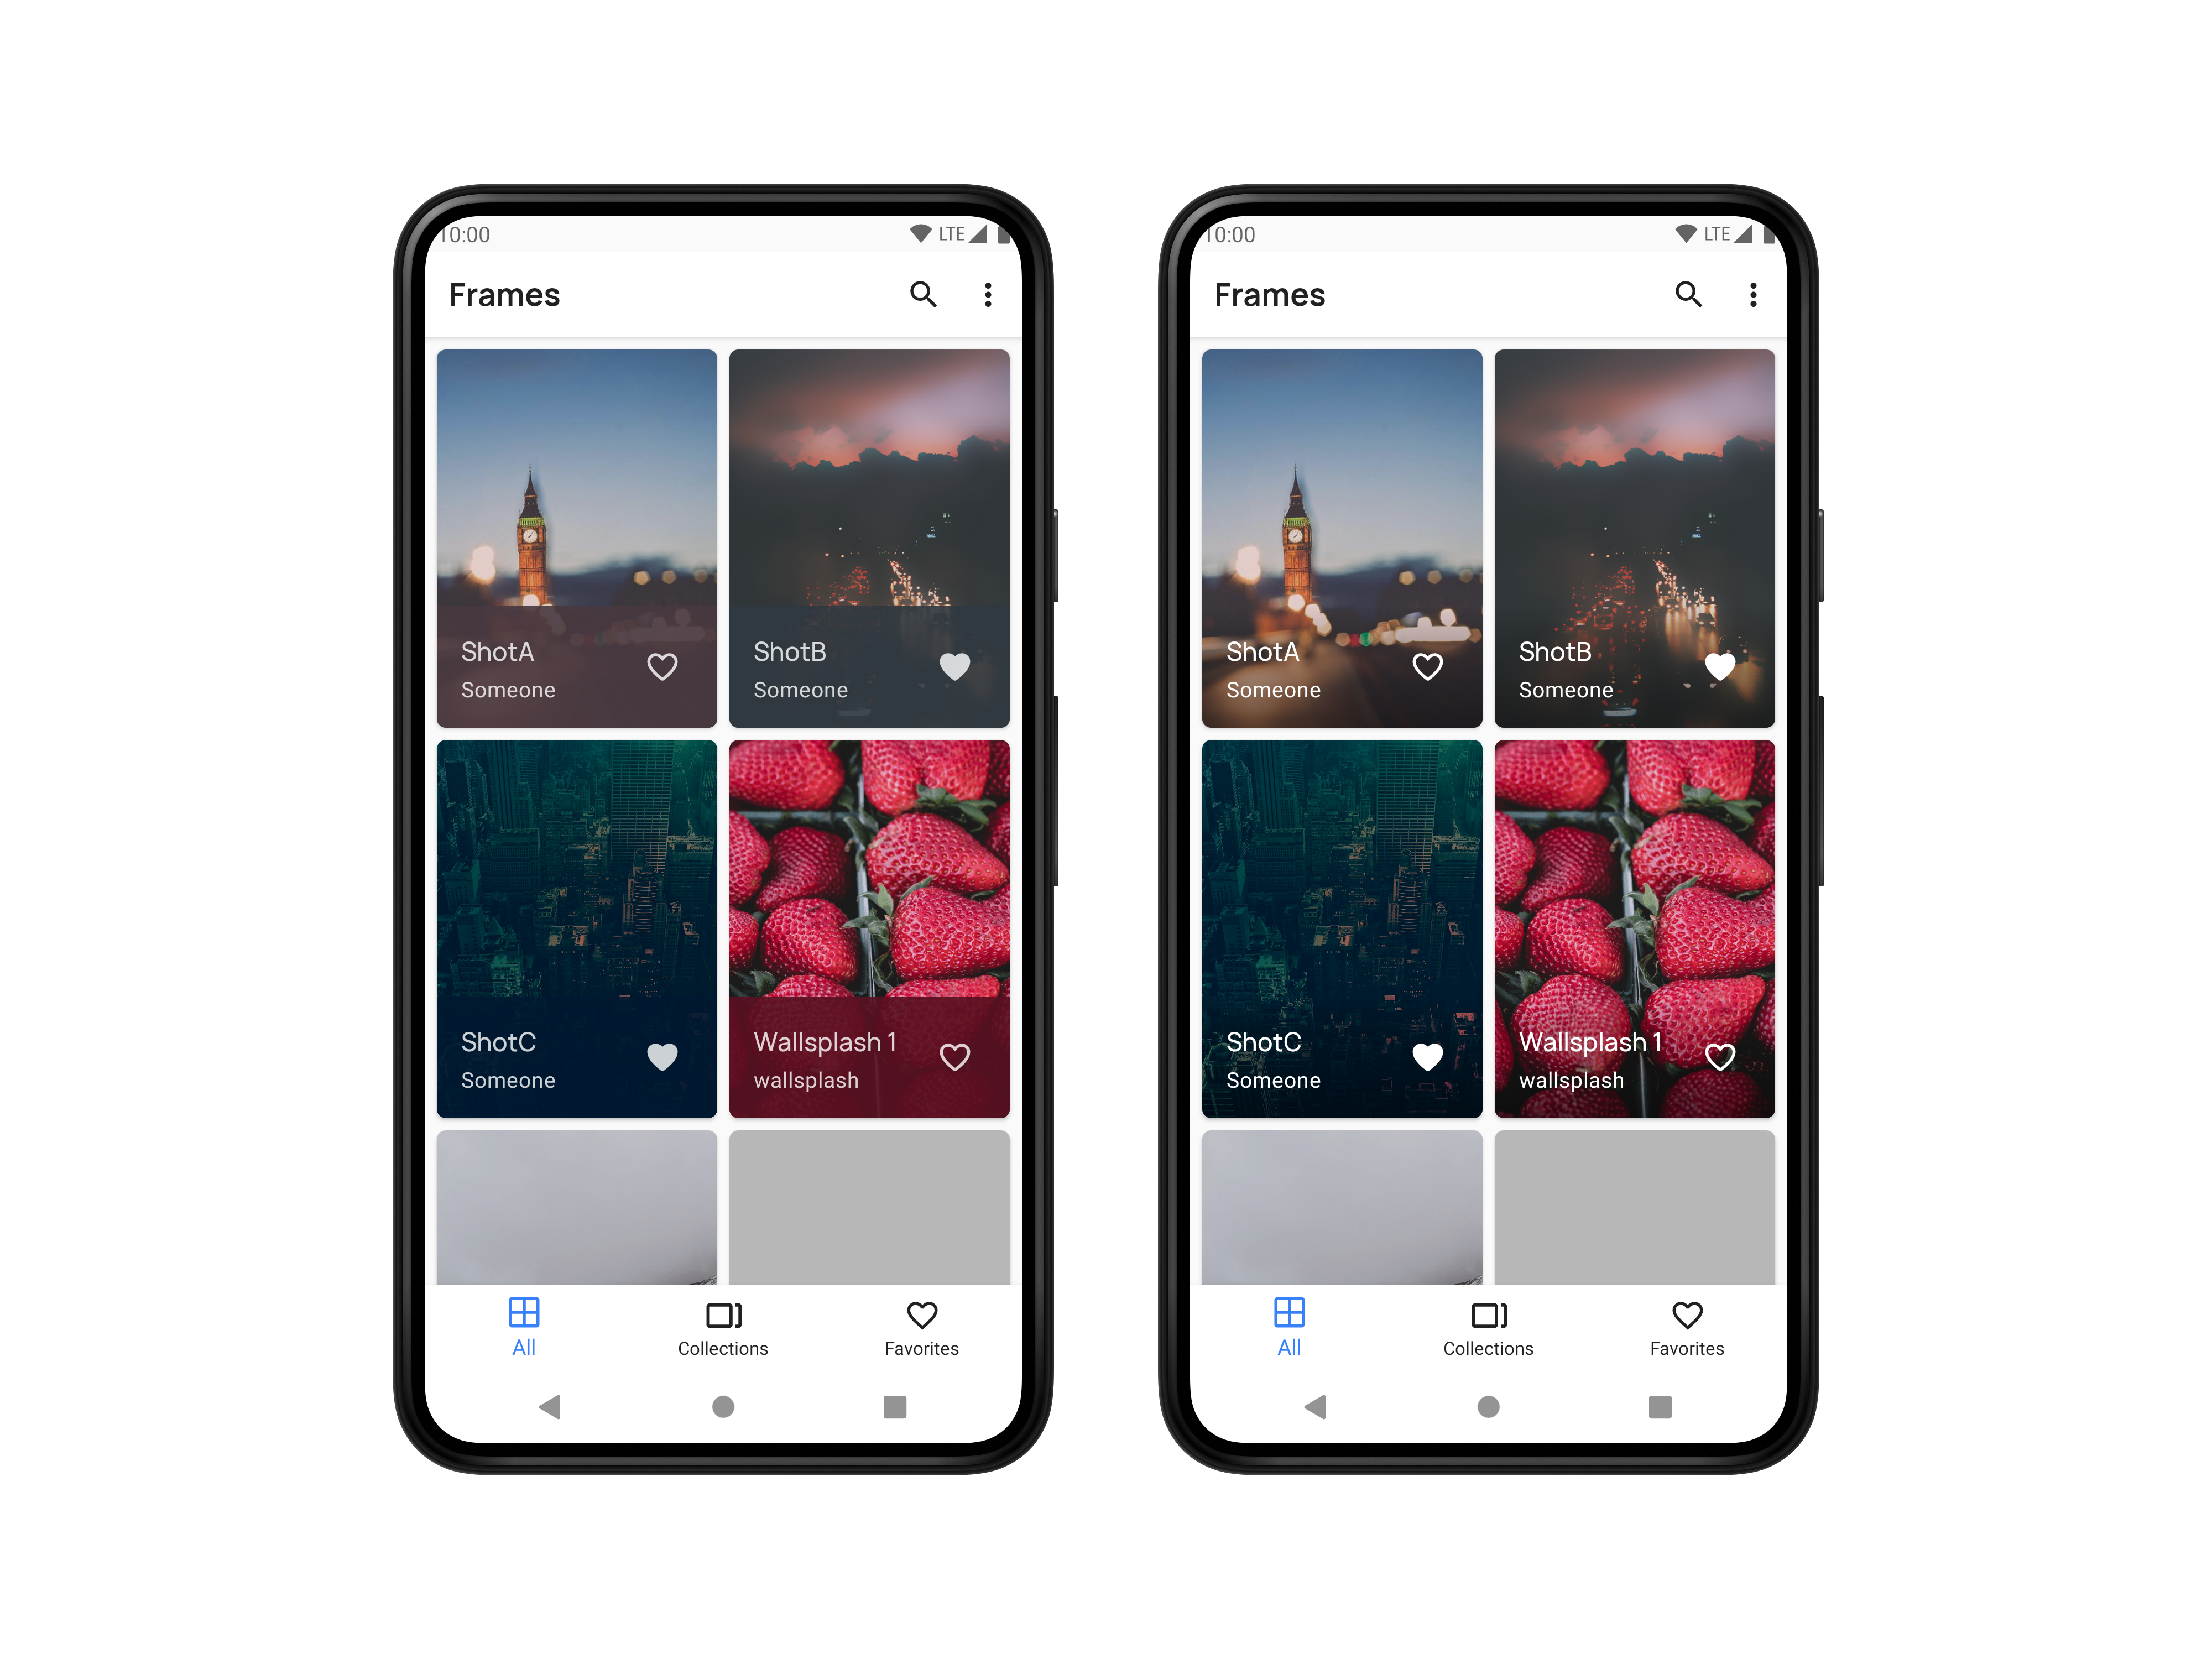 10:00 LTE
Frames
ShotA
Someone
ShotB
Someone
ShotC
Someone
Wallsplash 1
wallsplash
All
Collections
Favorites
10:00 LTE
Frames
ShotA
Someone
ShotB
Someone
ShotC
Someone
Wallsplash 1
wallsplash
All
Collections
Favorites